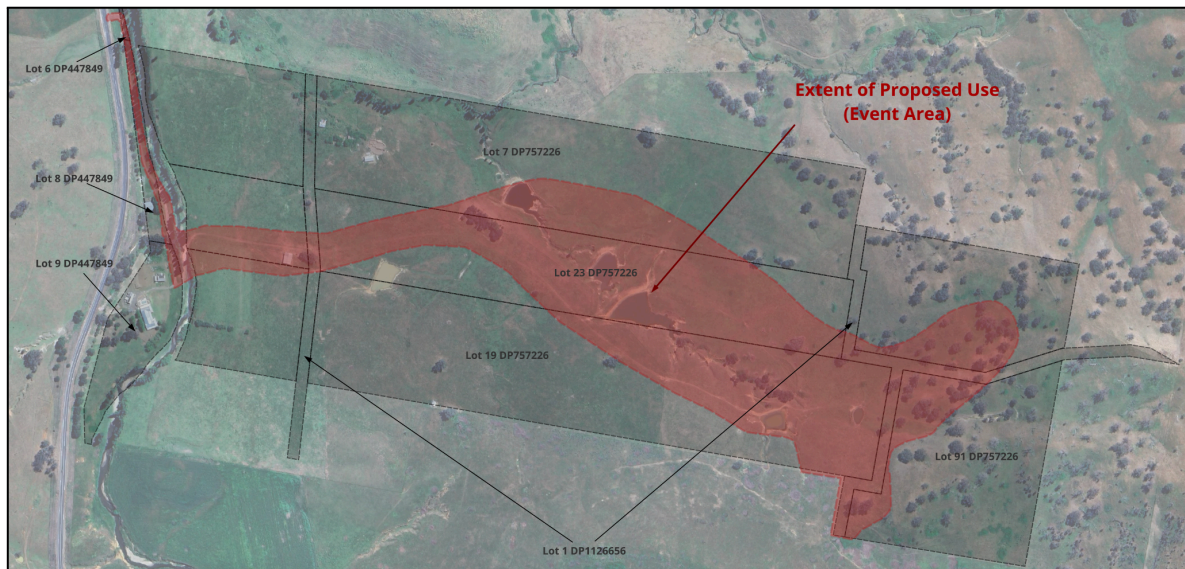 Lot 6 DP447849
Extent of Proposed Use
(Event Area)
Lot 7 DP757226
Lot 8 DP447849
Lot 9 DP447849
Lot 23 DP757226
Lot 19 DP757226
Lot 91 DP757226
Lot 1 DP1126656